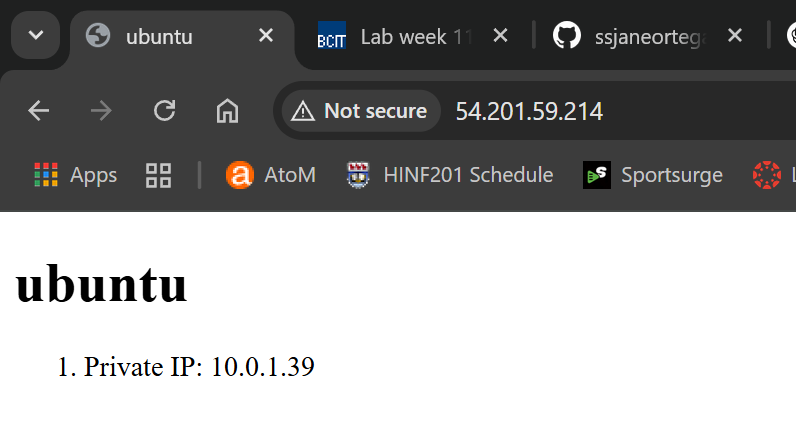 ubuntu
BCIT Lab week 11
ssjaneortega
Not secure 54.201.59.214
Apps AtoM HINF201 Schedule Sportsurge
ubuntu
1. Private IP: 10.0.1.39